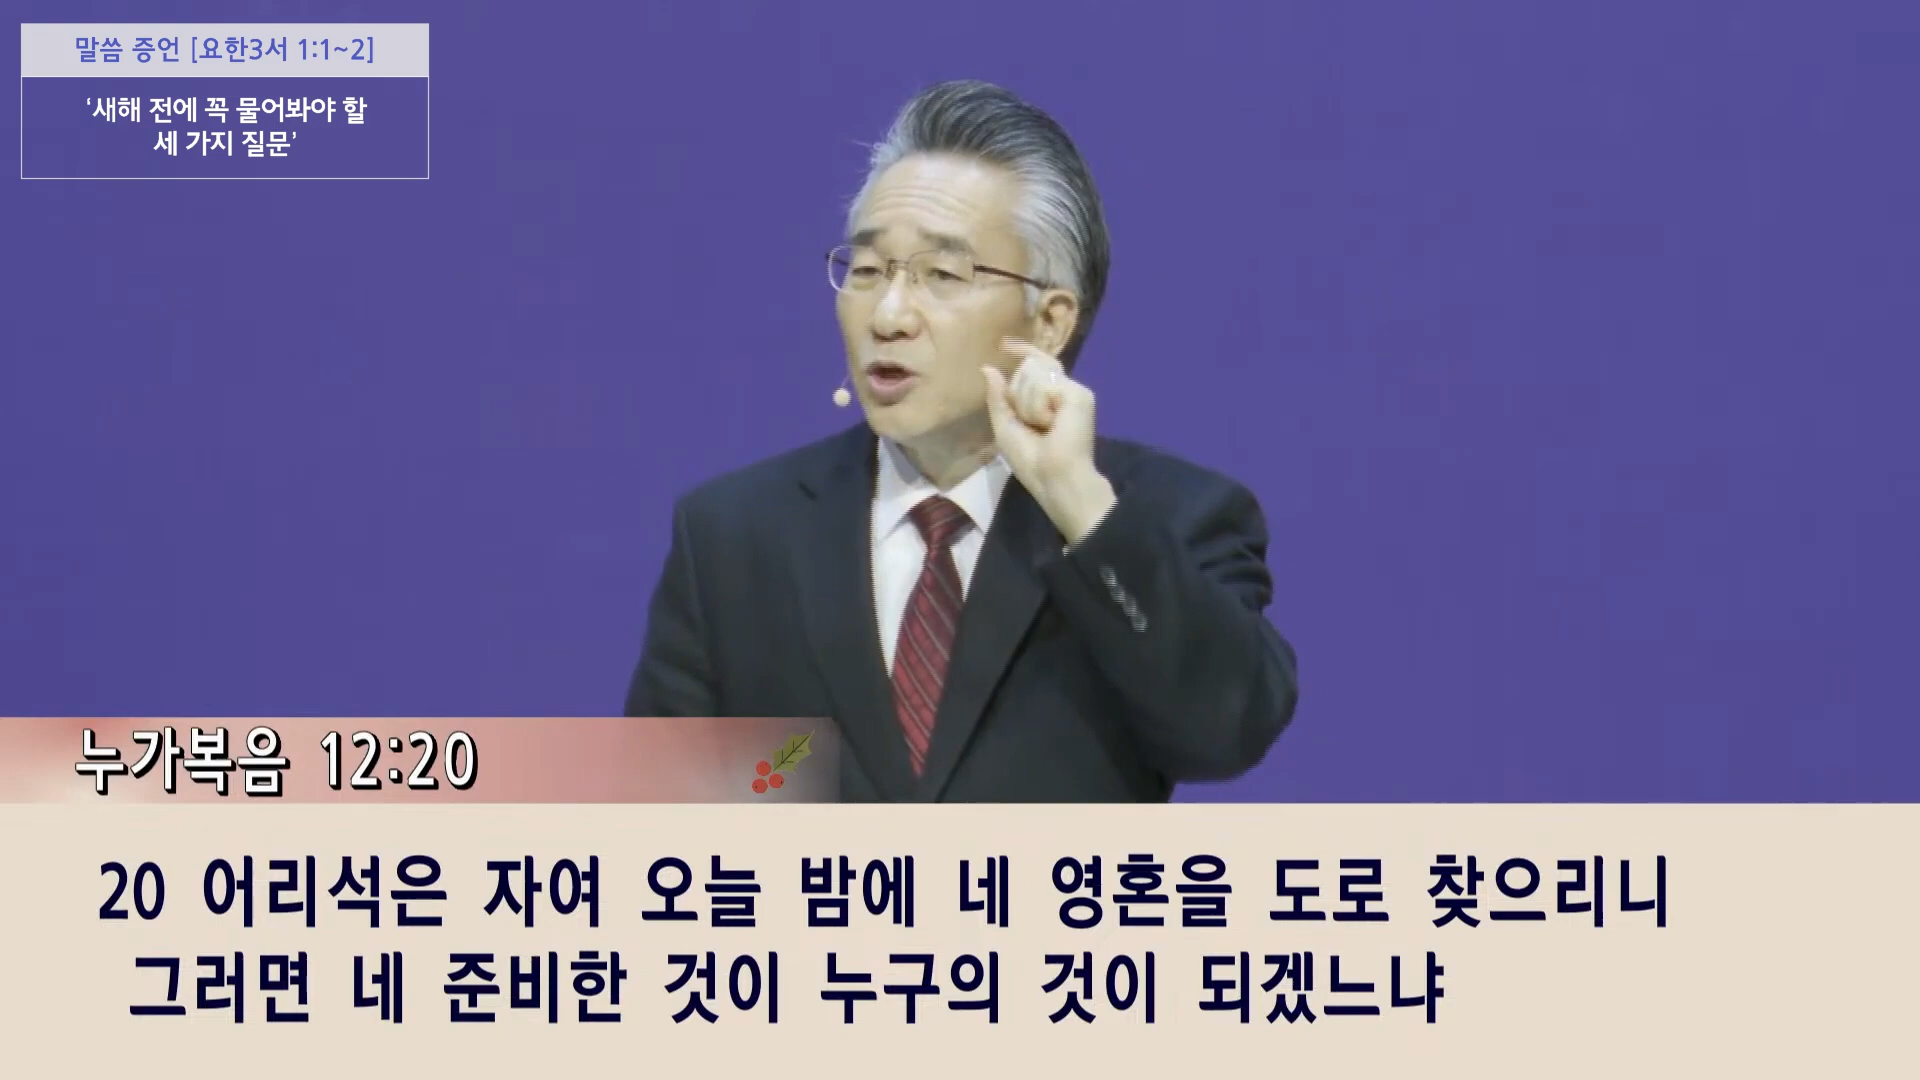 말씀 증언 [요한3서 1:1~2]
‘새해 전에 꼭 물어봐야 할
세 가지 질문’
누가복음 12:20
20 어리석은 자여 오늘 밤에 네 영혼을 도로 찾으리니
그러면 네 준비한 것이 누구의 것이 되겠느냐